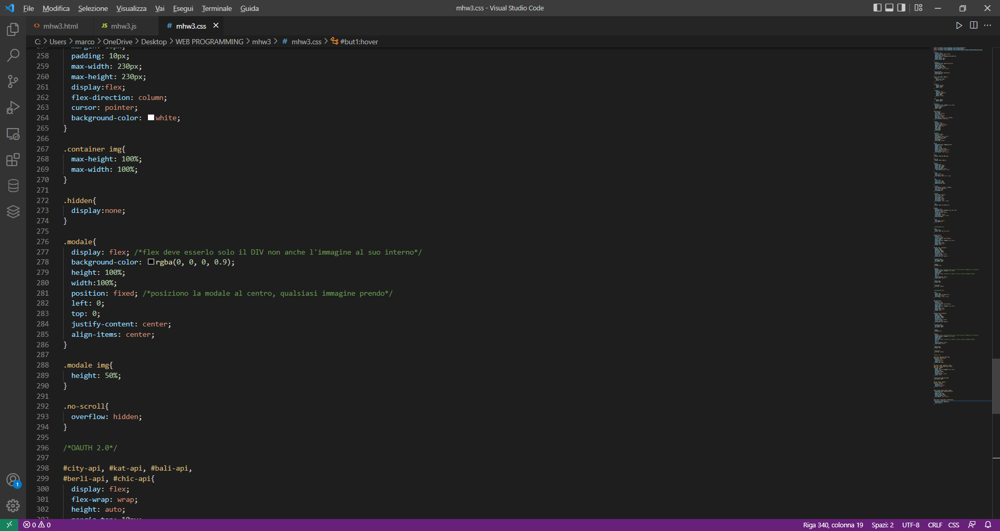 File Modifica Selezione Visualizza Vai Esegui Terminale Guida
mhw3.css - Visual Studio Code
<> mhw3.html
JS mhw3.js
# mhw3.css
C: > Users > marco > OneDrive > Desktop > WEB PROGRAMMING > mhw3 > # mhw3.css > #but1:hover
258 padding: 10px;
259 max-width: 230px;
260 max-height: 230px;
261 display:flex;
262 flex-direction: column;
263 cursor: pointer;
264 background-color: white;
265 }
266
267 .container img{
268 max-height: 100%;
269 max-width: 100%;
270 }
271
272 .hidden{
273 display:none;
274 }
275
276 .modale{
277 display: flex; /*flex deve esserlo solo il DIV non anche l'immagine al suo interno*/
278 background-color: rgba(0, 0, 0, 0.9);
279 height: 100%;
280 width:100%;
281 position: fixed; /*posiziono la modale al centro, qualsiasi immagine prendo*/
282 left: 0;
283 top: 0;
284 justify-content: center;
285 align-items: center;
286 }
287
288 .modale img{
289 height: 50%;
290 }
291
292 .no-scroll{
293 overflow: hidden;
294 }
295
296 /*OAUTH 2.0*/
297
298 #city-api, #kat-api, #bali-api,
299 #berli-api, #chic-api{
300 display: flex;
301 flex-wrap: wrap;
302 height: auto;
1
0 0
Riga 340, colonna 19 Spazi: 2 UTF-8 CRLF CSS